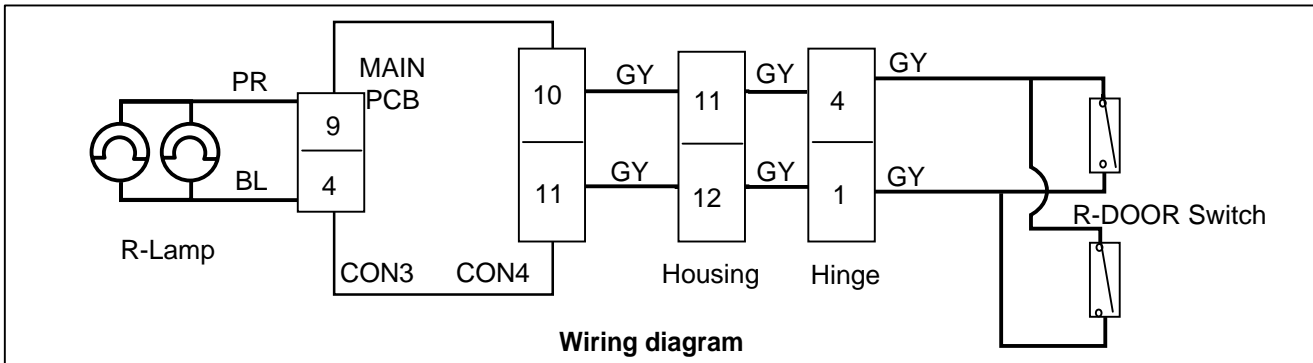 PR
MAIN
PCB
9
4
BL
R-Lamp
CON3
CON4
10
11
GY
GY
11
12
Housing
GY
GY
4
1
Hinge
GY
GY
R-DOOR Switch
Wiring diagram